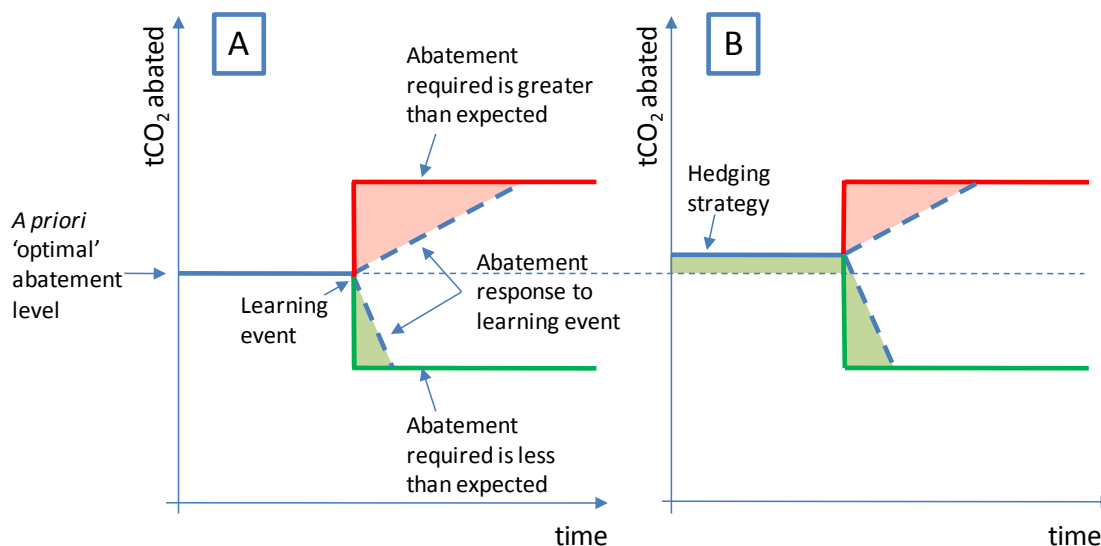 A
tCO2 abated
Abatement
required is greater
than expected
A priori
'optimal'
abatement
level
Learning
event
Abatement
response to
learning event
Abatement
required is less
than expected
time
B
tCO2 abated
Hedging
strategy
time